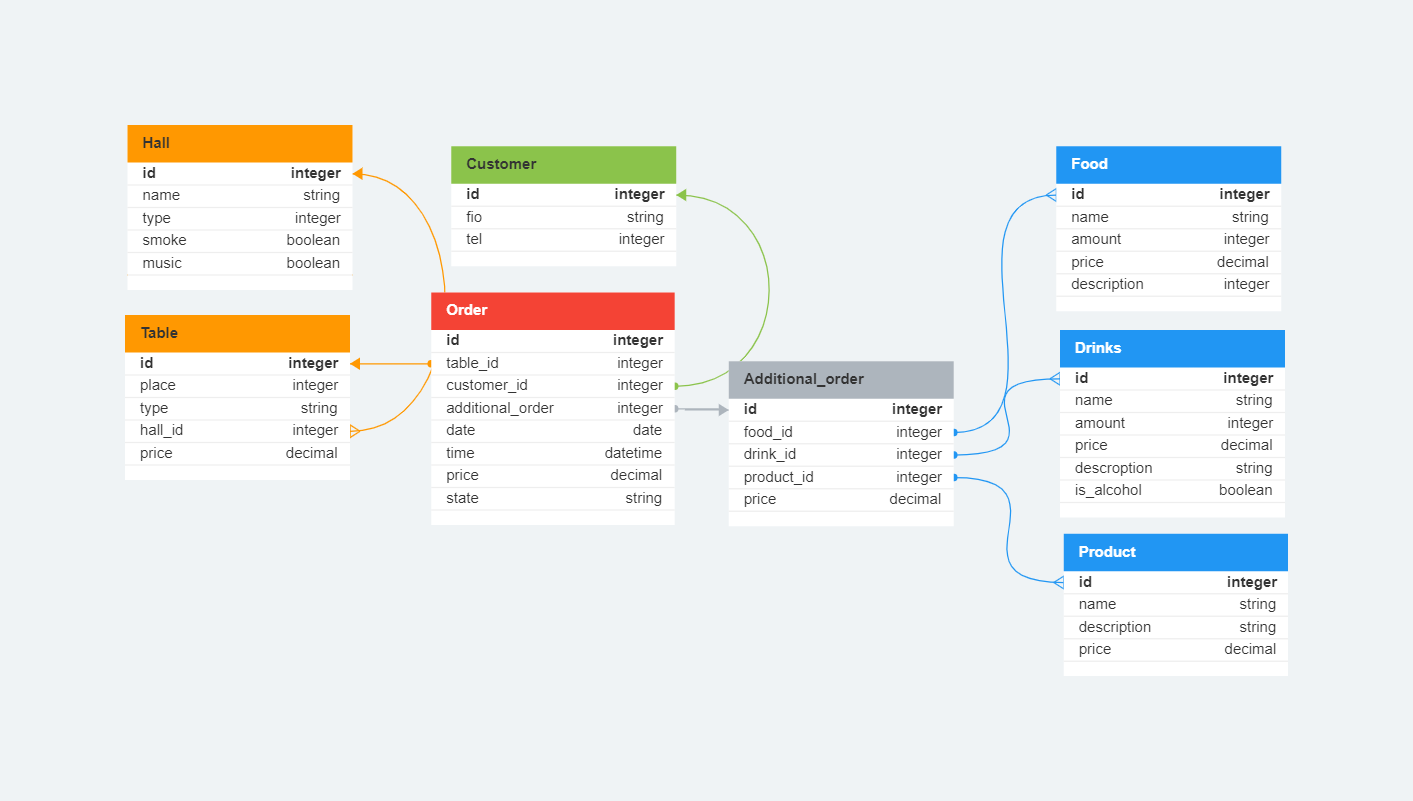 Hall
id integer
name string
type integer
smoke boolean
music boolean
Table
id integer
place integer
type string
hall_id integer
price decimal
Customer
id integer
fio string
tel integer
Order
id integer
table_id integer
customer_id integer
additional_order integer
date date
time datetime
price decimal
state string
Additional_order
id integer
food_id integer
drink_id integer
product_id integer
price decimal
Food
id integer
name string
amount integer
price decimal
description integer
Drinks
id integer
name string
amount integer
price decimal
descroption string
is_alcohol boolean
Product
id integer
name string
description string
price decimal